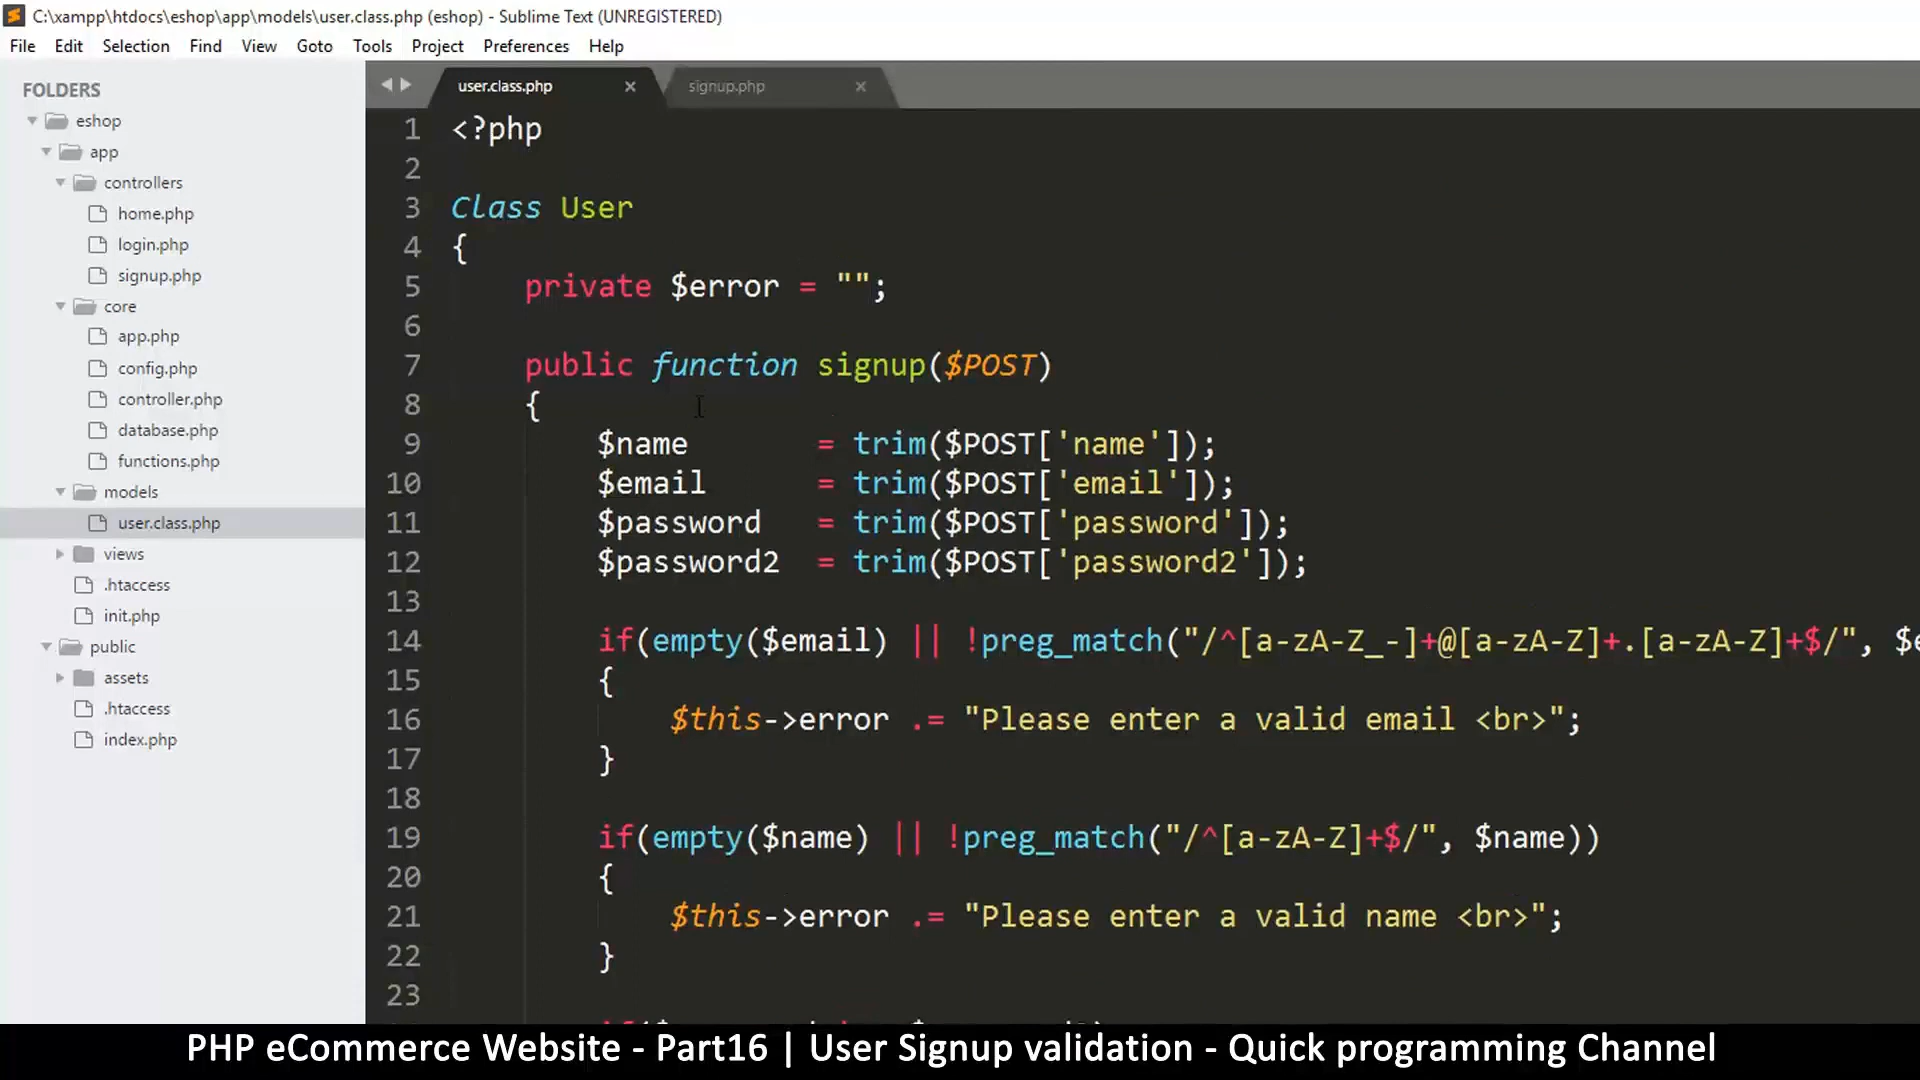 C:\xampp\htdocs\eshop\app\models\user.class.php (eshop) - Sublime Text (UNREGISTERED)
File Edit Selection Find View Goto Tools Project Preferences Help
FOLDERS
eshop
app
controllers
home.php
login.php
signup.php
core
app.php
config.php
controller.php
database.php
functions.php
models
user.class.php
views
.htaccess
init.php
public
assets
.htaccess
index.php
user.class.php × signup.php ×
1 <?php
2
3 Class User
4 {
5 private $error = "";
6
7 public function signup($POST)
8 {
9 $name = trim($POST['name']);
10 $email = trim($POST['email']);
11 $password = trim($POST['password']);
12 $password2 = trim($POST['password2']);
13
14 if(empty($email) || !preg_match("/^[a-zA-Z_-]+@[a-zA-Z]+.[a-zA-Z]+$/",
15 {
16 $this->error .= "Please enter a valid email <br>";
17 }
18
19 if(empty($name) || !preg_match("/^[a-zA-Z]+$/", $name))
20 {
21 $this->error .= "Please enter a valid name <br>";
22 }
23
PHP eCommerce Website - Part16 | User Signup validation - Quick programming Channel